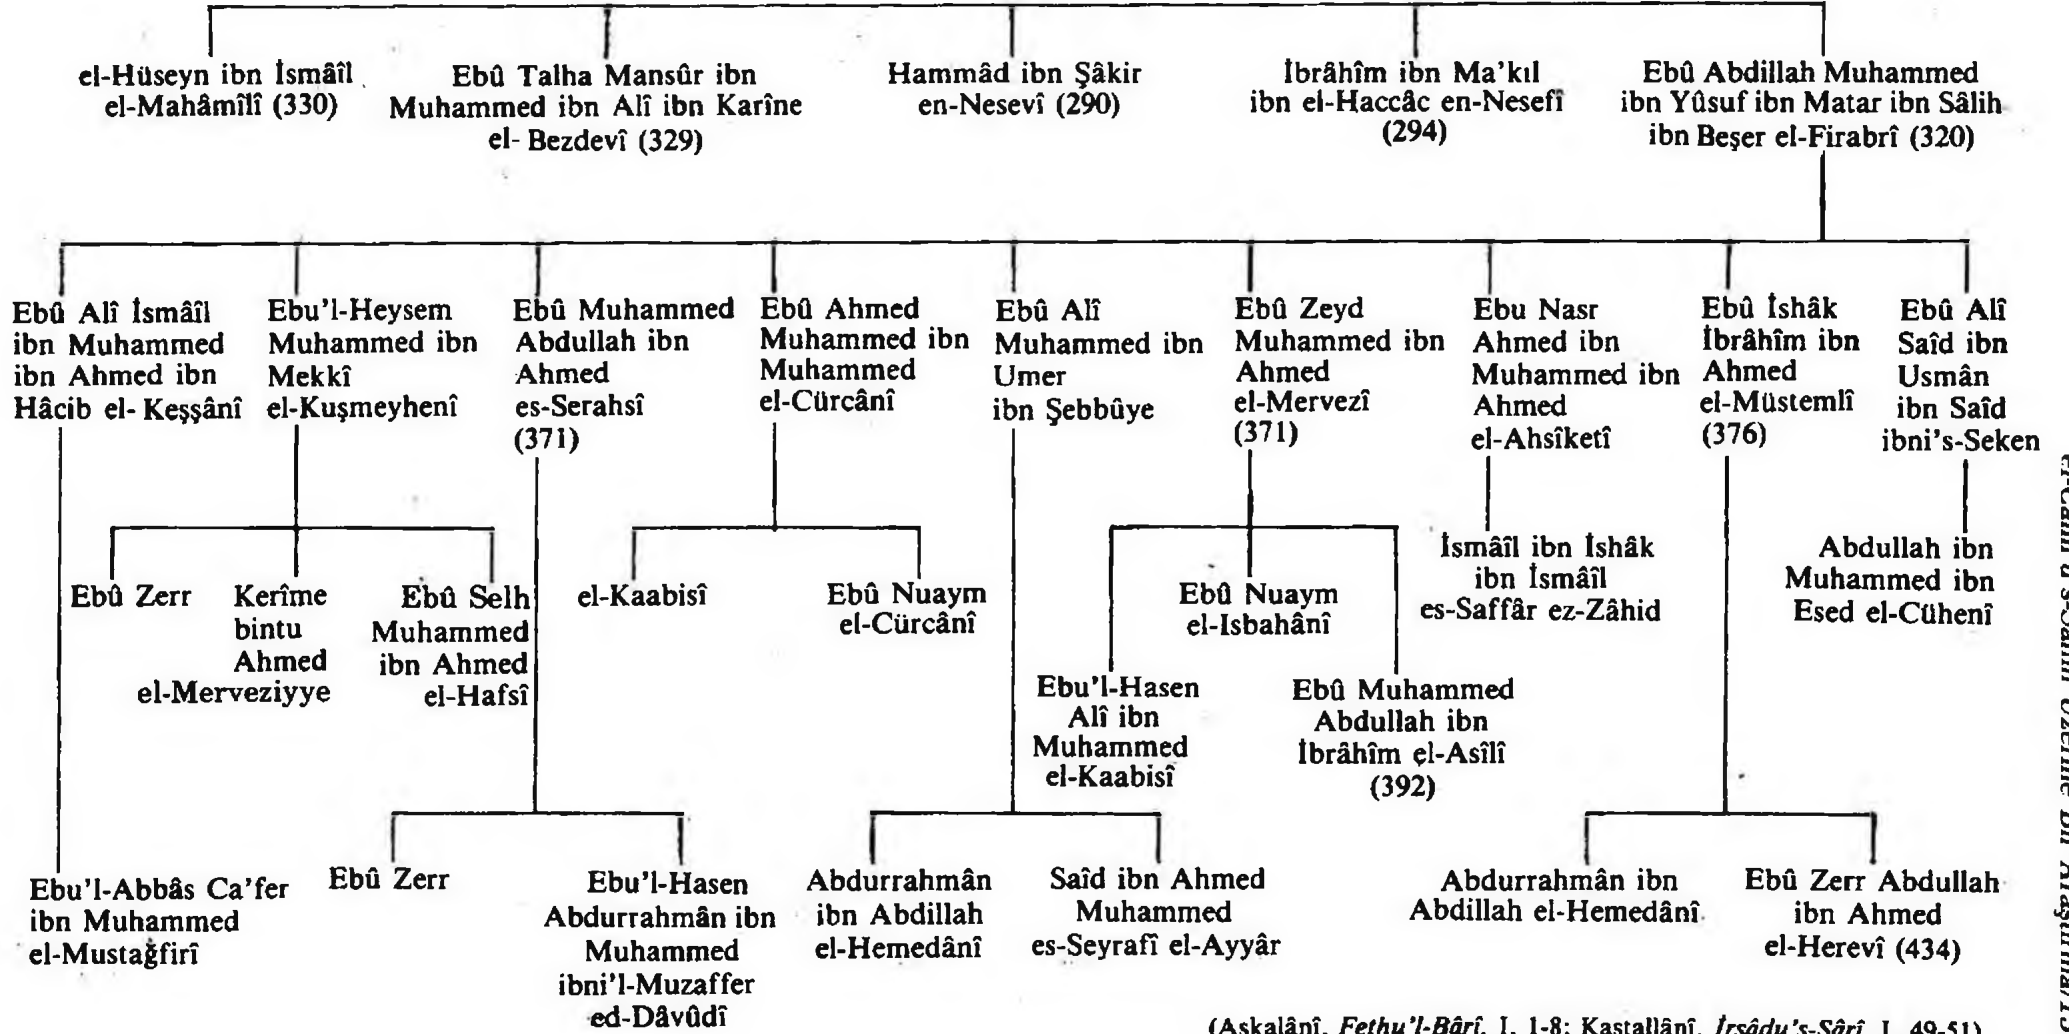 el-Hüseyn ibn İsmâîl
el-Mahâmîlî (330)
Ebû Talha Mansûr ibn
Muhammed ibn Alî ibn Karîne
el- Bezdevî (329)
Hammâd ibn Şâkir
en-Nesevî (290)
İbrâhîm ibn Ma'kıl
ibn el-Haccâc en-Nesefî
(294)
Ebû Abdillah Muhammed
ibn Yûsuf ibn Matar ibn Sâlih
ibn Beşer el-Firabrî (320)
Ebû Alî İsmâîl
ibn Muhammed
ibn Ahmed ibn
Hâcib el- Keşşânî
Ebu'l-Heysem
Muhammed ibn
Mekkî
el-Kuşmeyhenî
Ebû Muhammed
Abdullah ibn
Ahmed
es-Serahsî
(371)
Ebû Ahmed
Muhammed ibn
Muhammed
el-Cürcânî
Ebû Alî
Muhammed ibn
Umer
ibn Şebbûye
Ebû Zeyd
Muhammed ibn
Ahmed
el-Mervezî
(371)
Ebu Nasr
Ahmed ibn
Muhammed ibn
Ahmed
el-Ahsîketî
Ebû İshâk
İbrâhîm ibn
Ahmed
el-Müstemlî
(376)
Ebû Alî
Saîd ibn
Usmân
ibn Saîd
ibni's-Seken
Ebû Zerr
Kerîme
bintu
Ahmed
el-Merveziyye
Ebû Selh
Muhammed
ibn Ahmed
el-Hafsî
el-Kaabisî
Ebû Nuaym
el-Cürcânî
Ebu'l-Hasen
Alî ibn
Muhammed
el-Kaabisî
Ebû Nuaym
el-Isbahânî
Ebû Muhammed
Abdullah ibn
İbrâhîm el-Asîlî
(392)
İsmâîl ibn İshâk
ibn İsmâîl
es-Saffâr ez-Zâhid
Abdullah ibn
Muhammed ibn
Esed el-Cühenî
Ebu'l-Abbâs Ca'fer
ibn Muhammed
el-Mustağfirî
Ebû Zerr
Ebu'l-Hasen
Abdurrahmân ibn
Muhammed
ibni'l-Muzaffer
ed-Dâvûdî
Abdurrahmân
ibn Abdillah
el-Hemedânî
Saîd ibn Ahmed
Muhammed
es-Seyrafî el-Ayyâr
Abdurrahmân ibn
Abdillah el-Hemedânî
Ebû Zerr Abdullah
ibn Ahmed
el-Herevî (434)
(Askalânî, Fethu'l-Bârî, I, 1-8; Kastallânî, İrşâdu's-Sârî, I, 49-51)